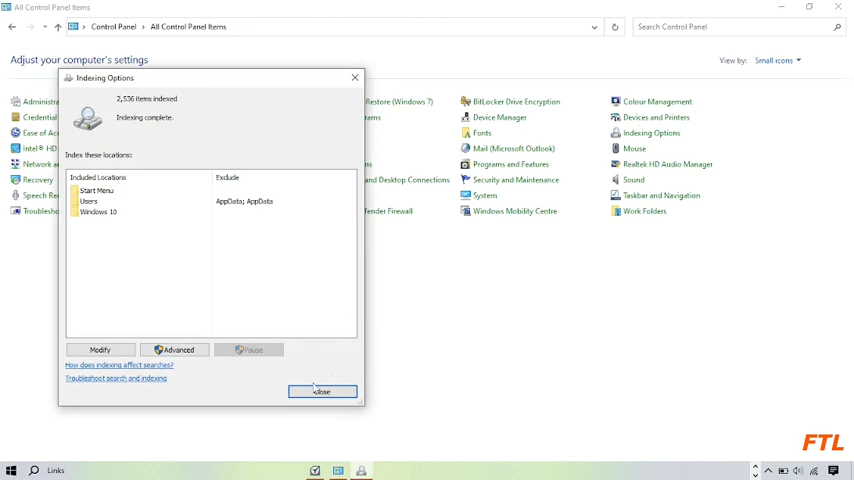 All Control Panel Items
Control Panel > All Control Panel Items
Search Control Panel
Adjust your computer's settings
View by: Small icons
Indexing Options
2,536 items indexed
Indexing complete.
Index these locations:
Included Locations Exclude
Start Menu
Users AppData; AppData
Windows 10
Modify Advanced Pause
How does indexing affect searches?
Troubleshoot search and indexing
Close
Administra
Credential
Ease of Ac
Intel® HD
Network a
Recovery
Speech Re
Troublesho
Restore (Windows 7)
rams
and Desktop Connections
fender Firewall
BitLocker Drive Encryption
Device Manager
Fonts
Mail (Microsoft Outlook)
Programs and Features
Security and Maintenance
System
Windows Mobility Centre
Colour Management
Devices and Printers
Indexing Options
Mouse
Realtek HD Audio Manager
Sound
Taskbar and Navigation
Work Folders
FTL
Links